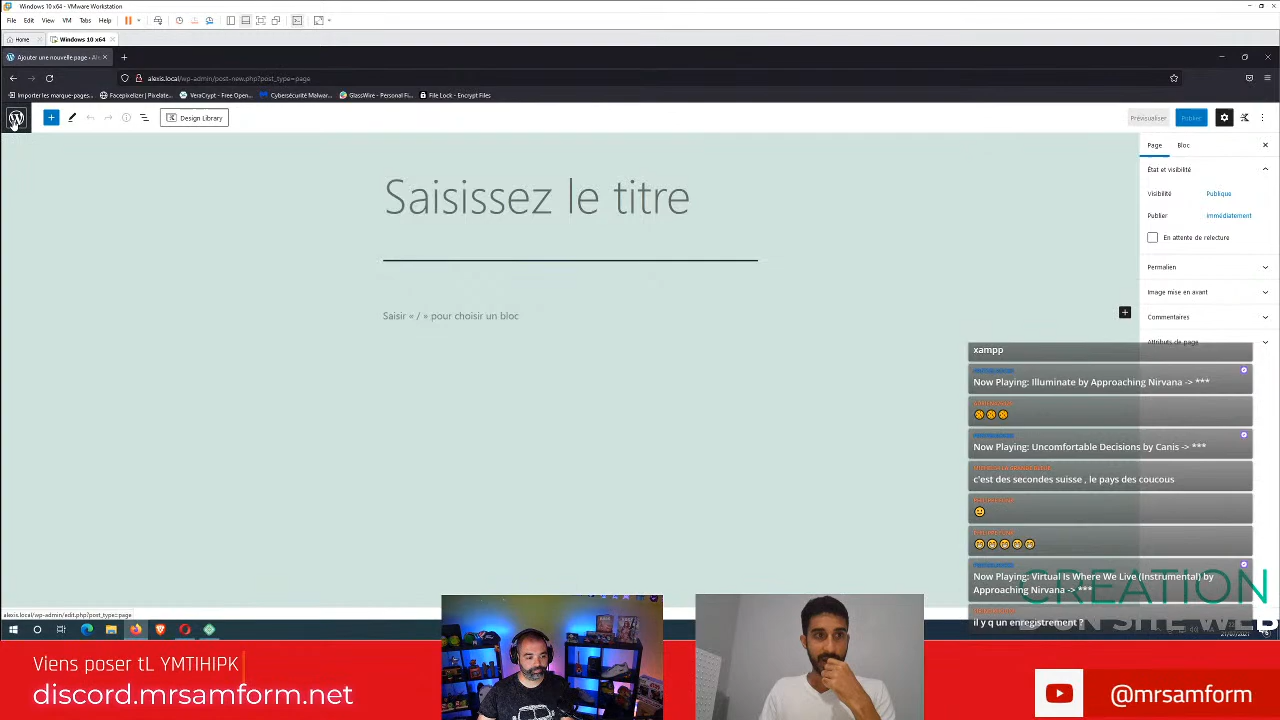 Windows 10 x64 - VMware Workstation
File Edit View VM Tabs Help
Home
Windows 10 x64
Ajouter une nouvelle page ‹ Ale
alexis.local/wp-admin/post-new.php?post_type=page
Importer les marque-pages...
Facepixelizer | Pixelate...
VeraCrypt - Free Open...
Cybersécurité Malwar...
GlassWire - Personal Fi...
File Lock - Encrypt Files
Design Library
Prévisualiser
Publier
Page
Bloc
Saisissez le titre
État et visibilité
Visibilité
Publique
Publier
Immédiatement
En attente de relecture
Permalien
Saisir « / » pour choisir un bloc
Image mise en avant
Commentaires
Attributs de page
xampp
Now Playing: Illuminate by Approaching Nirvana -> ***
Now Playing: Uncomfortable Decisions by Canis -> ***
c'est des secondes suisse , le pays des coucous
Now Playing: Virtual Is Where We Live (Instrumental) by
Approaching Nirvana -> ***
il y q un enregistrement ?
CREATION
D'UN SITE WEB
alexis.local/wp-admin/edit.php?post_type=page
Viens poser tL YMTIHIPK
discord.mrsamform.net
@mrsamform